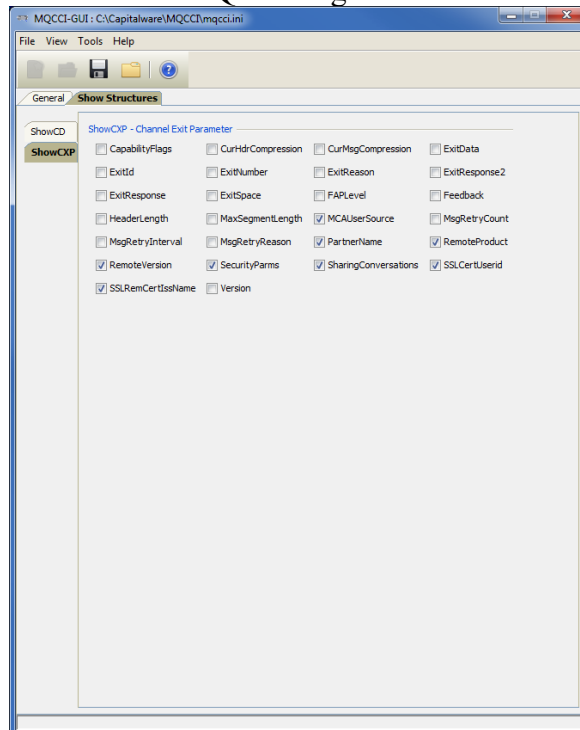 MQCCI-GUI : C:\Capitalware\MQCCI\mqcci.ini
File View Tools Help
General Show Structures
ShowCD
ShowCXP
ShowCXP - Channel Exit Parameter
CapabilityFlags CurHdrCompression CurMsgCompression ExitData
ExitId ExitNumber ExitReason ExitResponse2
ExitResponse ExitSpace FAPLevel Feedback
HeaderLength MaxSegmentLength MCAUserSource MsgRetryCount
MsgRetryInterval MsgRetryReason PartnerName RemoteProduct
RemoteVersion SecurityParms SharingConversations SSLCertUserid
SSLRemCertIssName Version